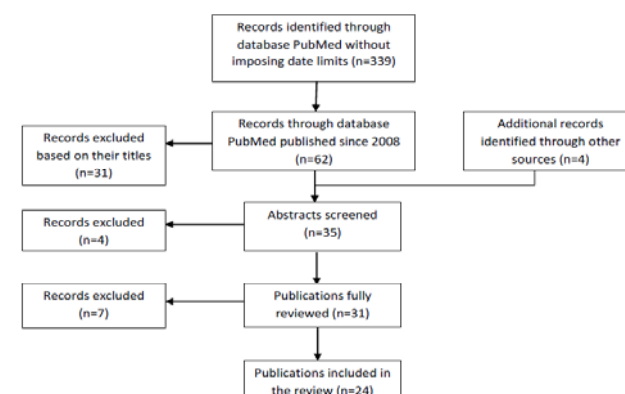 Records identified through
database PubMed without
imposing date limits (n=339)
Records through database
PubMed published since 2008
(n=62)
Additional records
identified through other
sources (n=4)
Records excluded
based on their titles
(n=31)
Abstracts screened
(n=35)
Records excluded
(n=4)
Publications fully
reviewed (n=31)
Records excluded
(n=7)
Publications included in
the review (n=24)